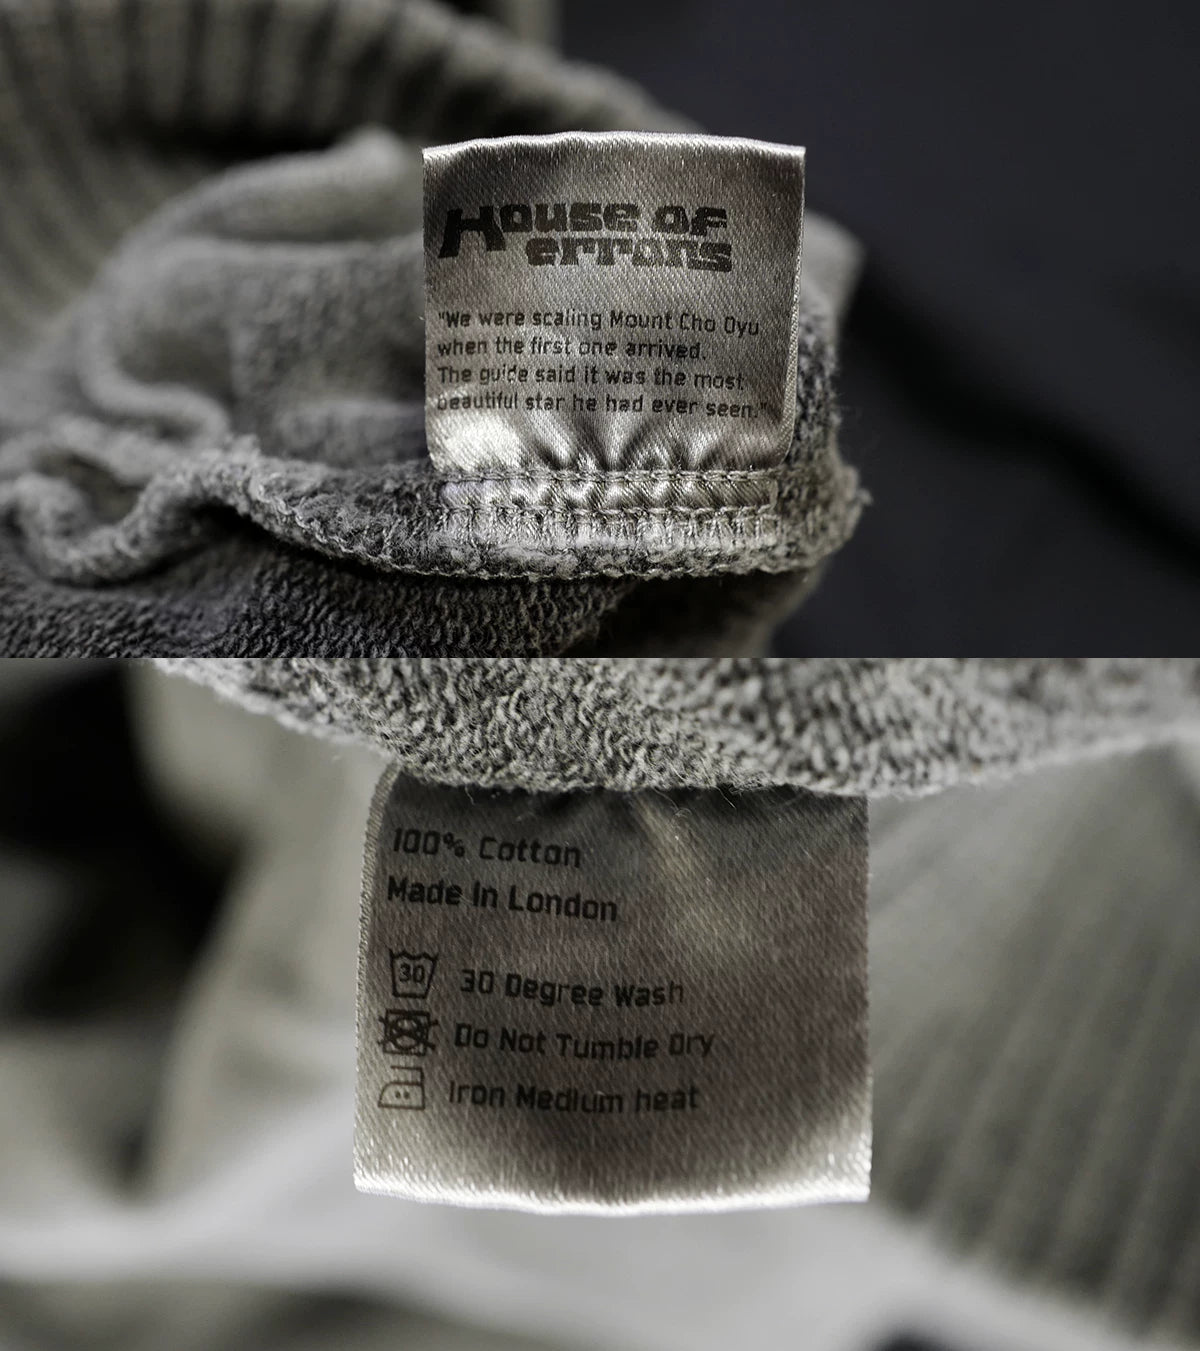 House of
errors
"We were scaling Mount Cho Oyu
when the first one arrived.
The guide said it was the most
beautiful star he had ever seen."
100% Cotton
Made In London
30
30 Degree Wash
Do Not Tumble Dry
Iron Medium heat